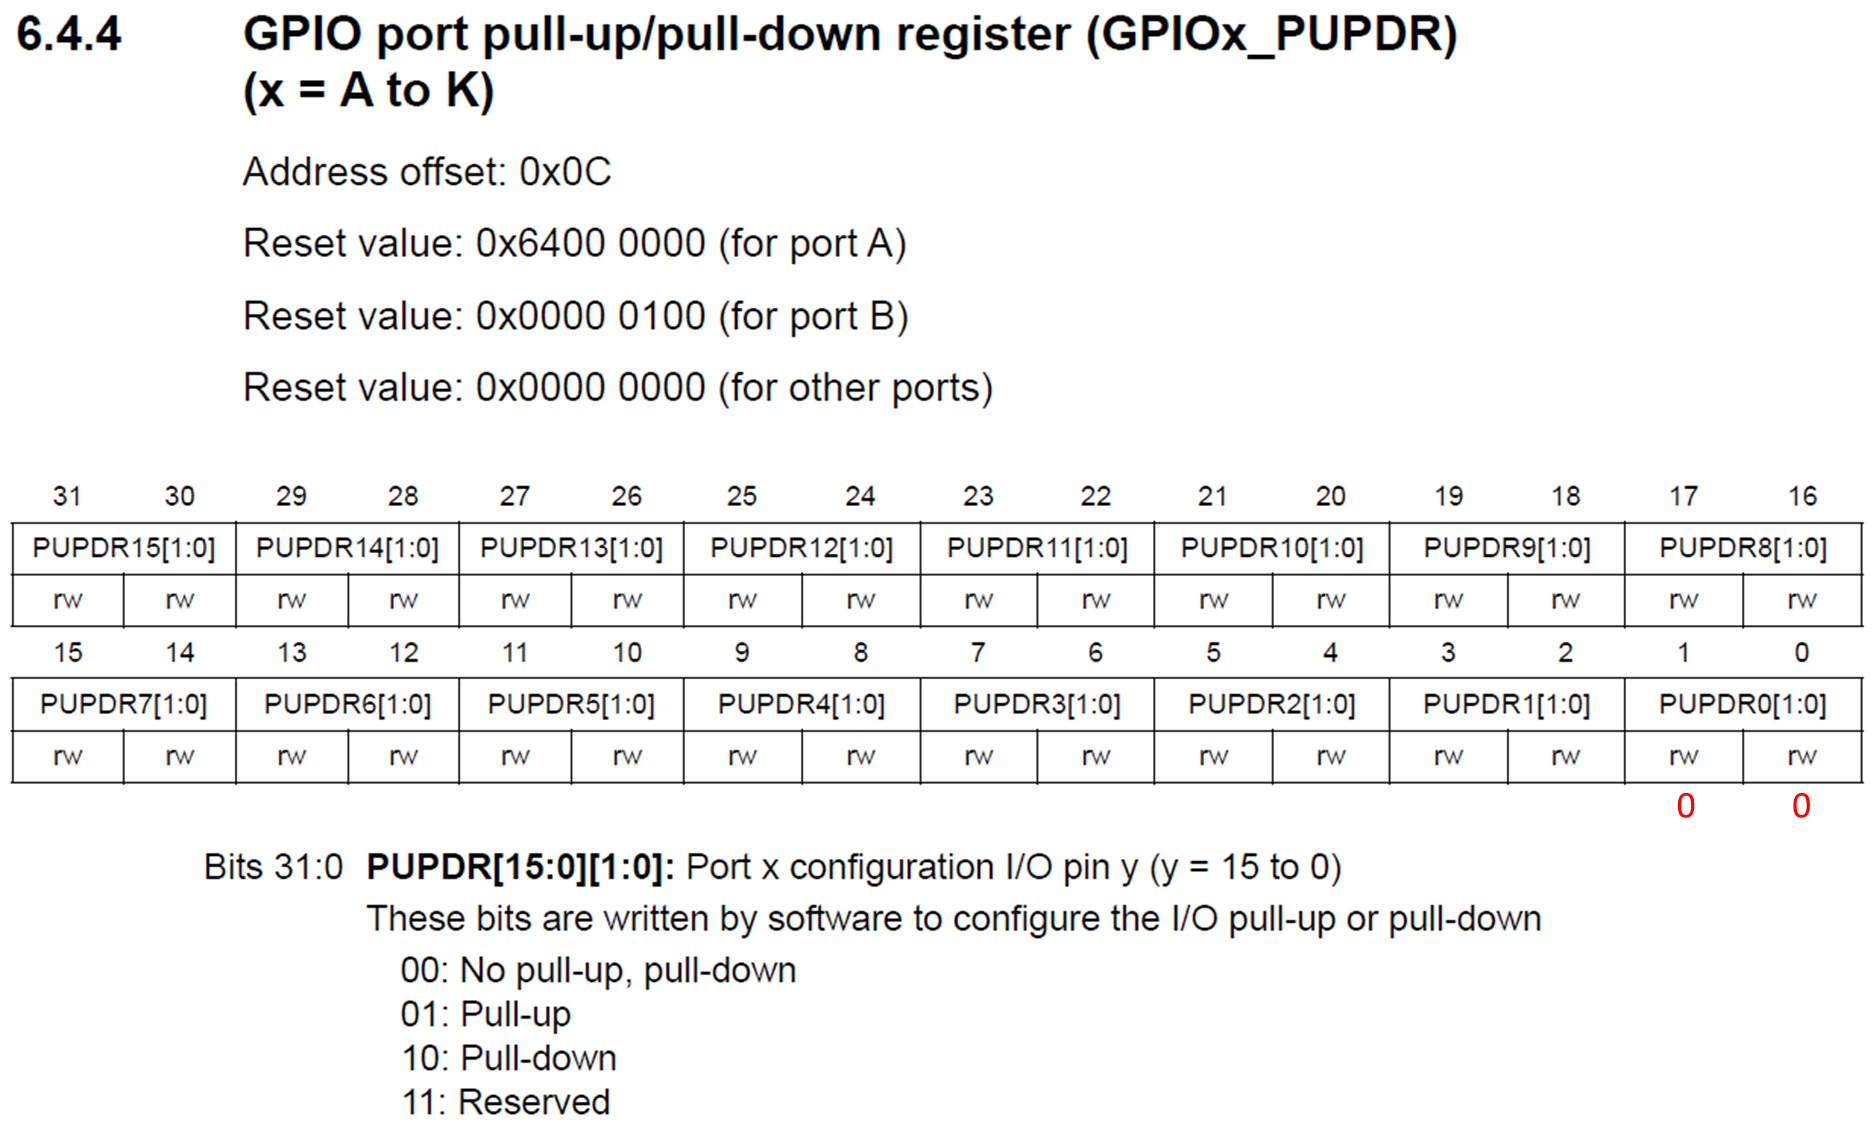 6.4.4 GPIO port pull-up/pull-down register (GPIOx_PUPDR)
(x = A to K)
Address offset: 0x0C
Reset value: 0x6400 0000 (for port A)
Reset value: 0x0000 0100 (for port B)
Reset value: 0x0000 0000 (for other ports)
31 30 29 28 27 26 25 24 23 22 21 20 19 18 17 16
PUPDR15[1:0] PUPDR14[1:0] PUPDR13[1:0] PUPDR12[1:0] PUPDR11[1:0] PUPDR10[1:0] PUPDR9[1:0] PUPDR8[1:0]
rw rw rw rw rw rw rw rw rw rw rw rw rw rw rw rw
15 14 13 12 11 10 9 8 7 6 5 4 3 2 1 0
PUPDR7[1:0] PUPDR6[1:0] PUPDR5[1:0] PUPDR4[1:0] PUPDR3[1:0] PUPDR2[1:0] PUPDR1[1:0] PUPDR0[1:0]
rw rw rw rw rw rw rw rw rw rw rw rw rw rw rw rw
0 0
Bits 31:0 PUPDR[15:0][1:0]: Port x configuration I/O pin y (y = 15 to 0)
These bits are written by software to configure the I/O pull-up or pull-down
00: No pull-up, pull-down
01: Pull-up
10: Pull-down
11: Reserved